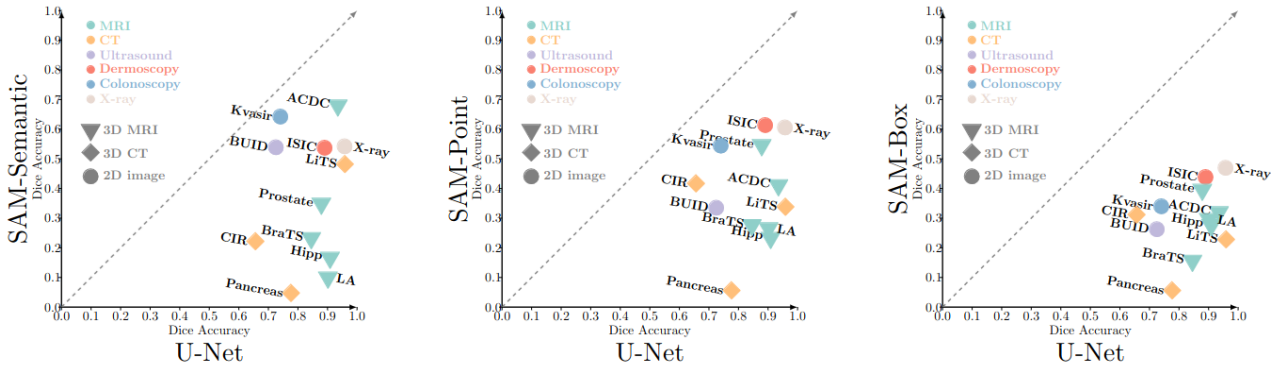 SAM-Semantic
Dice Accuracy
1.0
0.9
0.8
0.7
0.6
0.5
0.4
0.3
0.2
0.1
0.0
MRI
CT
Ultrasound
Dermoscopy
Colonoscopy
X-ray
3D MRI
3D CT
2D image
ACDC
Kvasir
BUID
ISIC
X-ray
LiTS
Prostate
CIR
BraTS
Hipp
LA
Pancreas
0.0 0.1 0.2 0.3 0.4 0.5 0.6 0.7 0.8 0.9 1.0
Dice Accuracy
U-Net
SAM-Point
Dice Accuracy
1.0
0.9
0.8
0.7
0.6
0.5
0.4
0.3
0.2
0.1
0.0
MRI
CT
Ultrasound
Dermoscopy
Colonoscopy
X-ray
3D MRI
3D CT
2D image
ISIC
X-ray
Prostate
Kvasir
CIR
ACDC
BUID
LiTS
BraTS
LA
Hipp
Pancreas
0.0 0.1 0.2 0.3 0.4 0.5 0.6 0.7 0.8 0.9 1.0
Dice Accuracy
U-Net
SAM-Box
Dice Accuracy
1.0
0.9
0.8
0.7
0.6
0.5
0.4
0.3
0.2
0.1
0.0
MRI
CT
Ultrasound
Dermoscopy
Colonoscopy
X-ray
3D MRI
3D CT
2D image
X-ray
ISIC
Prostate
Kvasir
ACDC
CIR
Hipp
LA
BUID
LiTS
BraTS
Pancreas
0.0 0.1 0.2 0.3 0.4 0.5 0.6 0.7 0.8 0.9 1.0
Dice Accuracy
U-Net